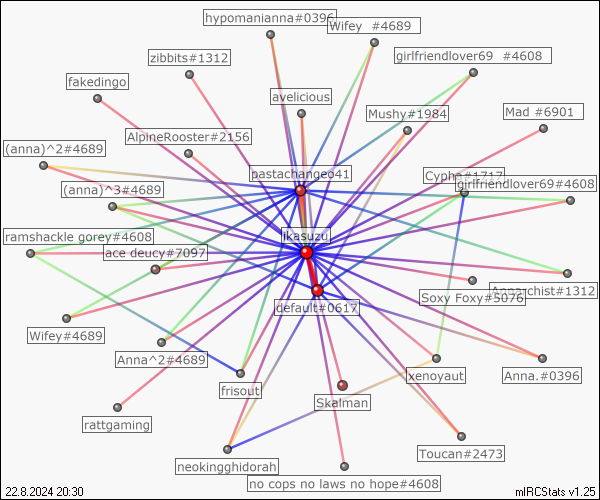 hypomanianna#0396
Wifey #4689
zibbits#1312
girlfriendlover69 #4608
fakedingo
avelicious
Mushy#1984
Mad #6901
AlpineRooster#2156
(anna)^2#4689
pastachangeo41
Cyphe#1717
girlfriendlover69#4608
(anna)^3#4689
ramshackle gorey#4608
jkasuzu
ace deucy#7097
Soxy Foxy#5076
#1312
default#0617
Wifey#4689
Anna^2#4689
frisout
Skalman
xenoyaut
Anna.#0396
rattgaming
Toucan#2473
neokingghidorah
no cops no laws no hope#4608
22.8.2024 20:30
mIRCStats v1.25